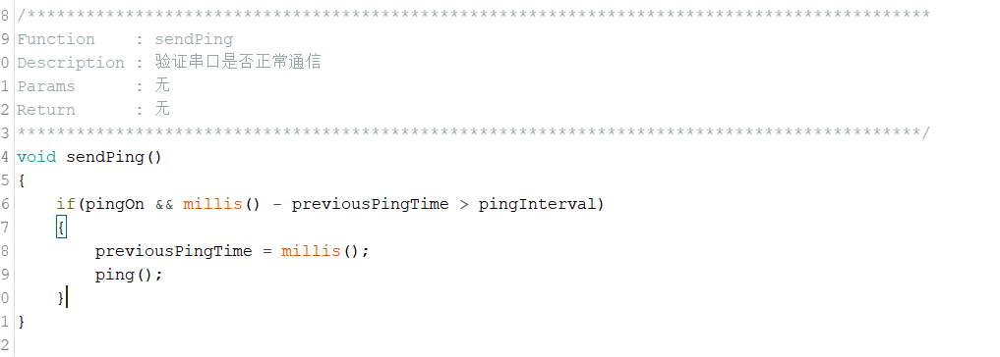 8 /********************************************************************************************
9 Function    : sendPing
0 Description : 验证串口是否正常通信
1 Params      : 无
2 Return      : 无
3 ********************************************************************************************/
4 void sendPing()
5 {
6     if(pingOn && millis() - previousPingTime > pingInterval)
7     {
8         previousPingTime = millis();
9         ping();
0     }
1 }
2